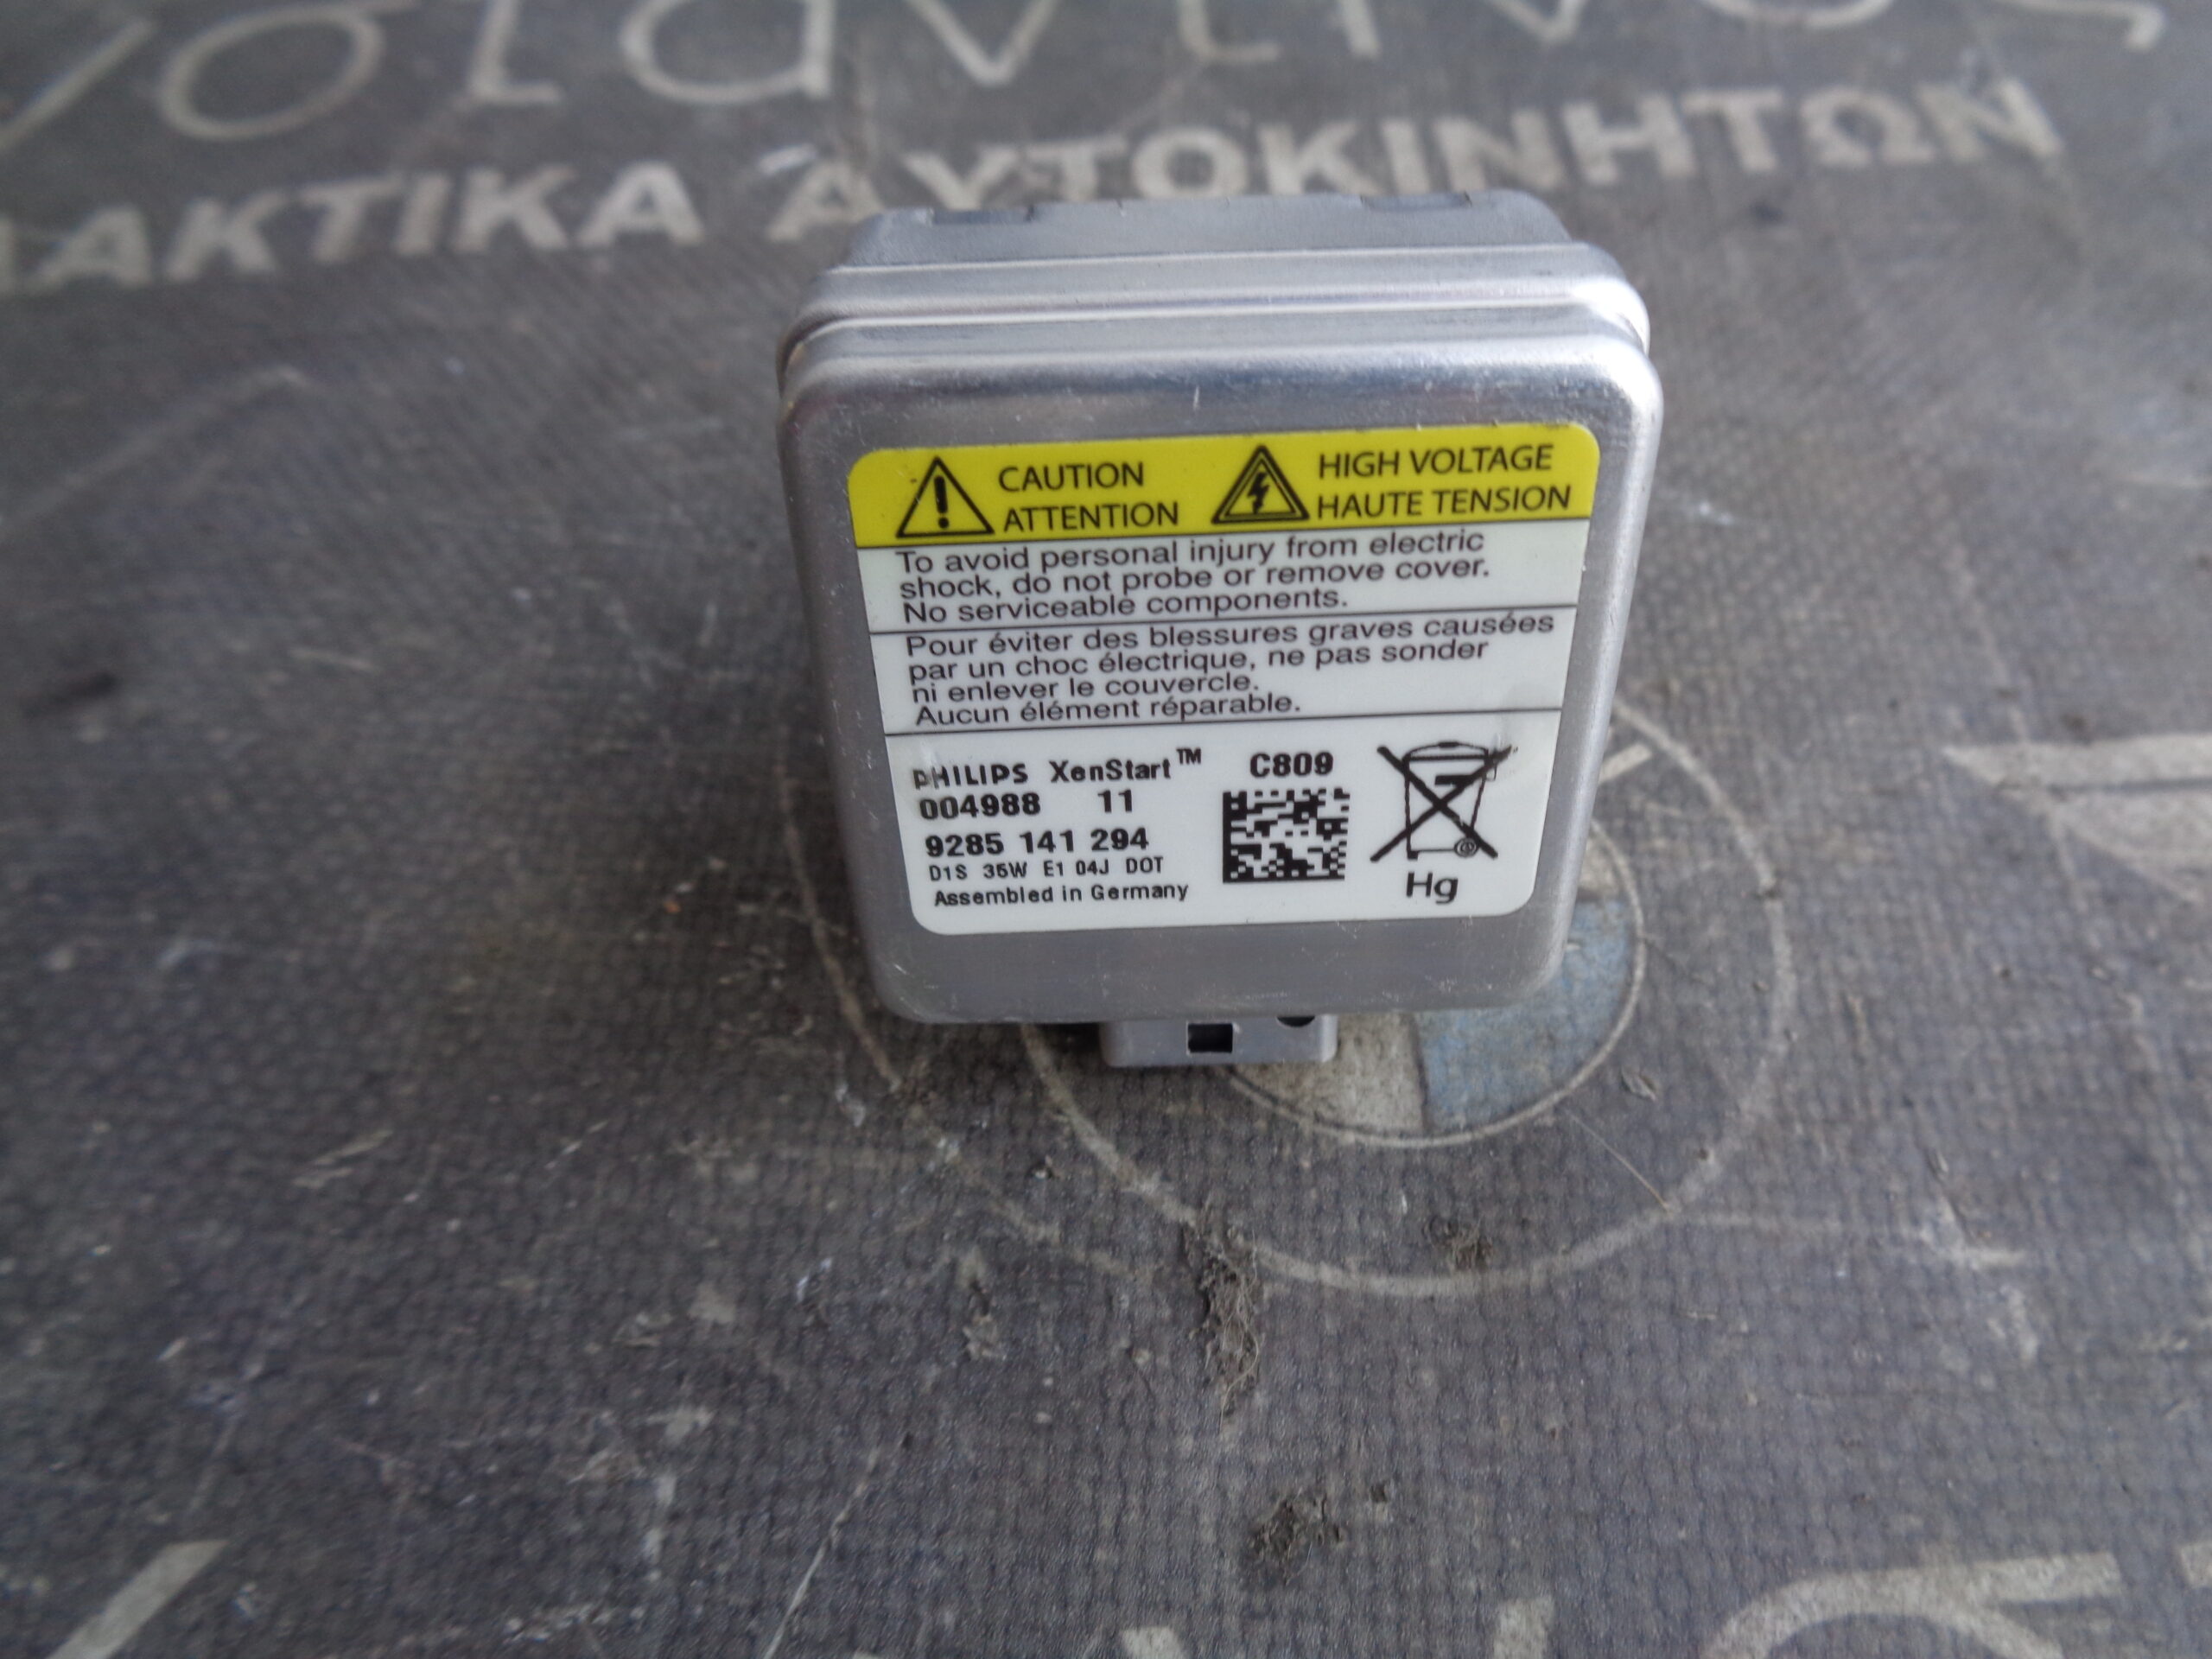 ΑΚΤΙΚΑ ΑΥΤΟΚΙΝΗΤΩΝ
CAUTION
ATTENTION
HIGH VOLTAGE
HAUTE TENSION
To avoid personal injury from electric
shock, do not probe or remove cover.
No serviceable components.
Pour éviter des blessures graves causées
par un choc électrique, ne pas sonder
ni enlever le couvercle.
Aucun élément réparable.
PHILIPS XenStart™ C809
004988 11
9285 141 294
D1S 35W E1 04J DOT
Assembled in Germany
Hg